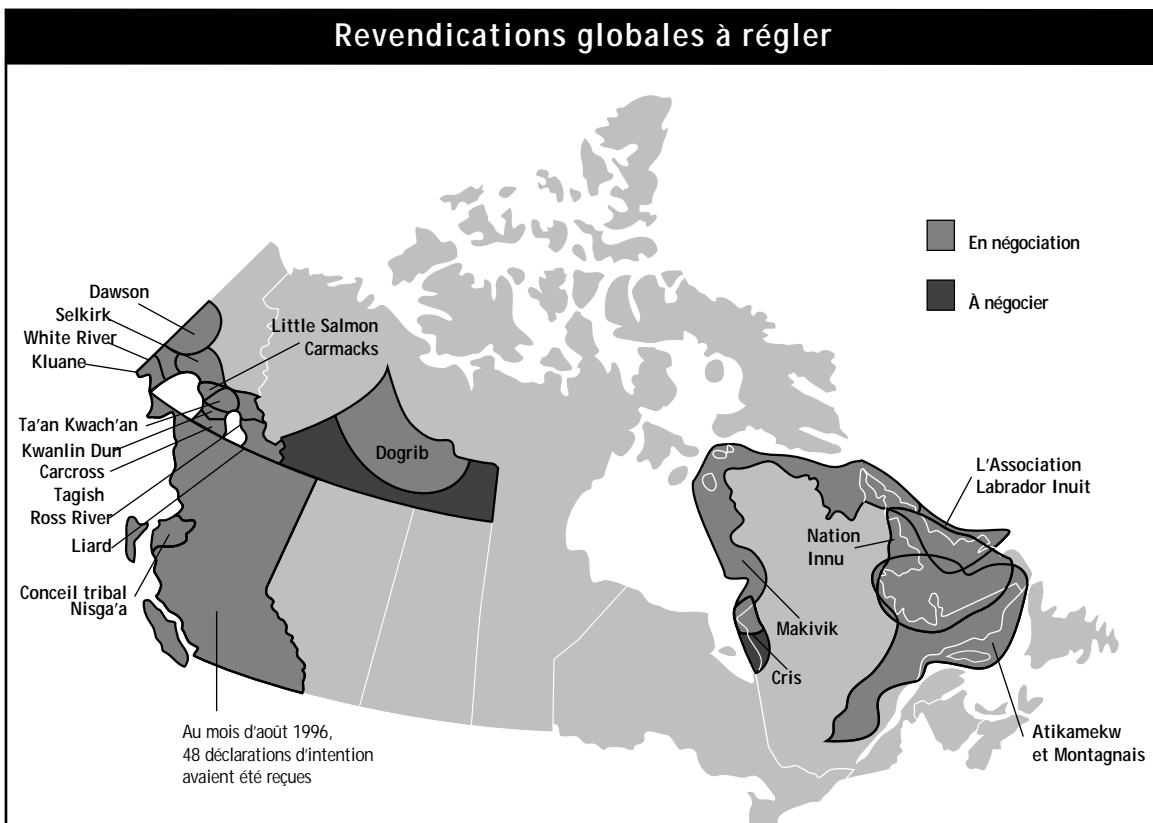 Revendications globales à régler
En négociation
À négocier
Dawson
Selkirk
White River
Kluane
Little Salmon
Carmacks
Ta'an Kwach'an
Kwanlin Dun
Carcross
Tagish
Ross River
Liard
Conceil tribal
Nisga'a
Dogrib
L'Association
Labrador Inuit
Nation
Innu
Makivik
Cris
Au mois d'août 1996,
48 déclarations d'intention
avaient été reçues
Atikamekw
et Montagnais